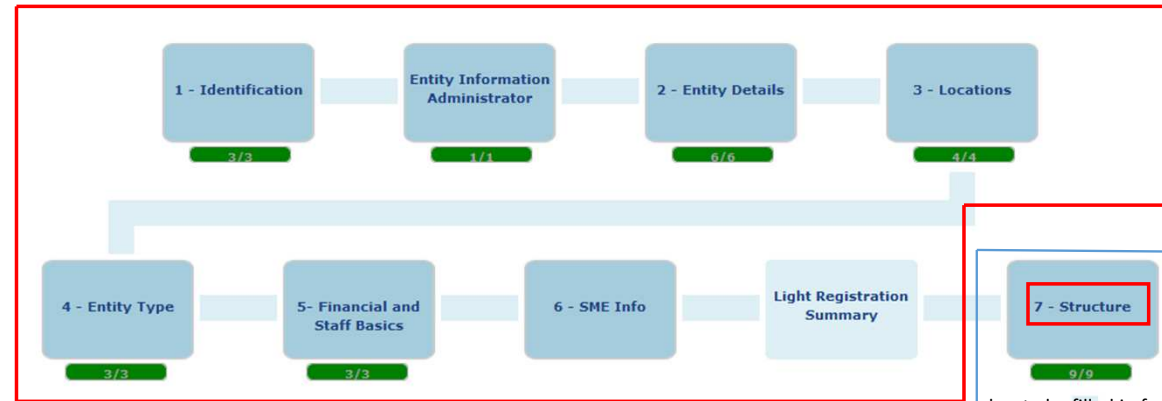 1 - Identification
Entity Information
Administrator
2 - Entity Details
3 - Locations
3/3
1/1
6/6
4/4
4 - Entity Type
5- Financial and
Staff Basics
6 - SME Info
Light Registration
Summary
7 - Structure
3/3
3/3
9/9